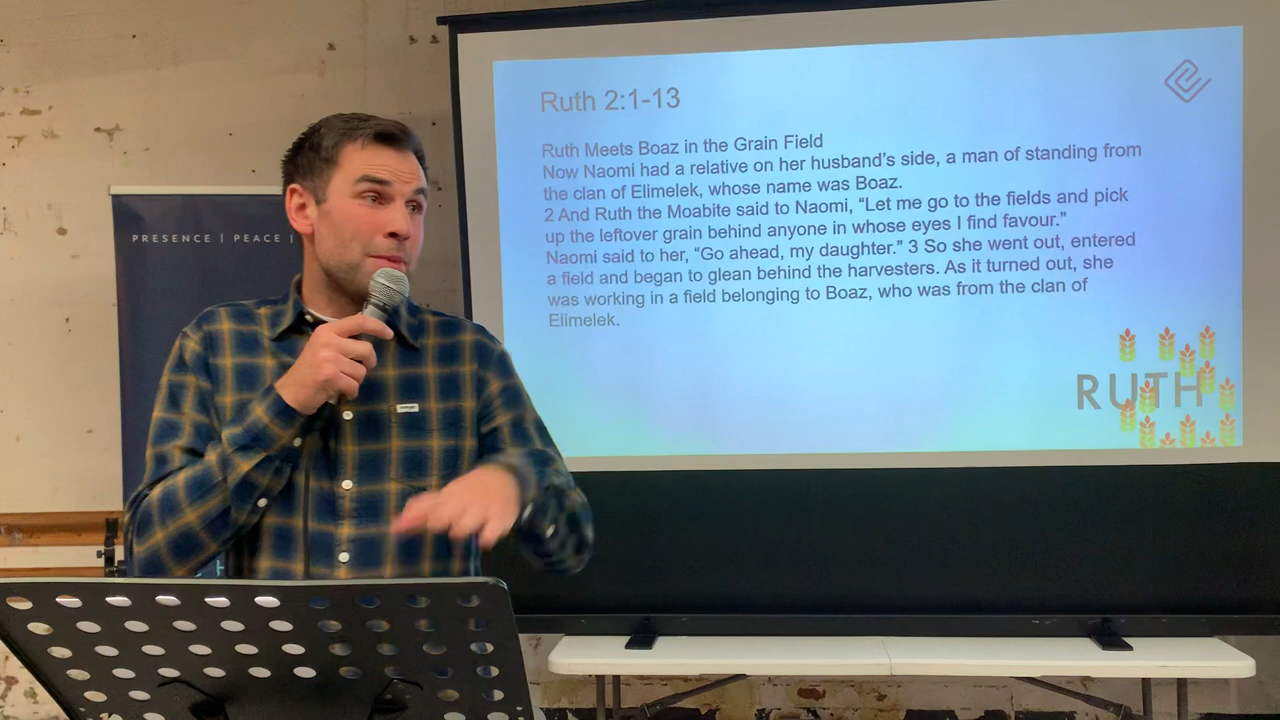 PRESENCE | PEACE |
Ruth 2:1-13
Ruth Meets Boaz in the Grain Field
Now Naomi had a relative on her husband's side, a man of standing from
the clan of Elimelek, whose name was Boaz.
2 And Ruth the Moabite said to Naomi, “Let me go to the fields and pick
up the leftover grain behind anyone in whose eyes I find favour.”
Naomi said to her, “Go ahead, my daughter.” 3 So she went out, entered
a field and began to glean behind the harvesters. As it turned out, she
was working in a field belonging to Boaz, who was from the clan of
Elimelek.
RUTH